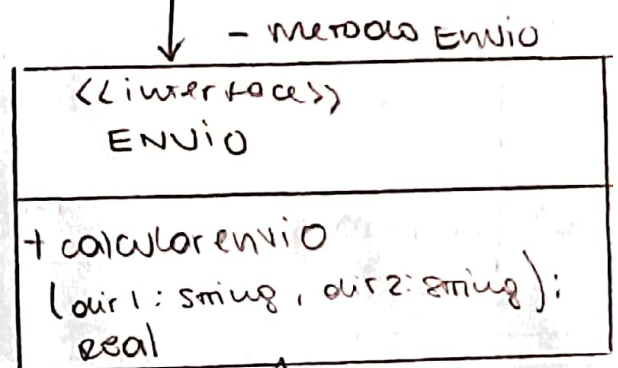 - metodo Envio
<<interface>>
ENViO
+ calcularenviO
(dir1: string, dir2: string):
real